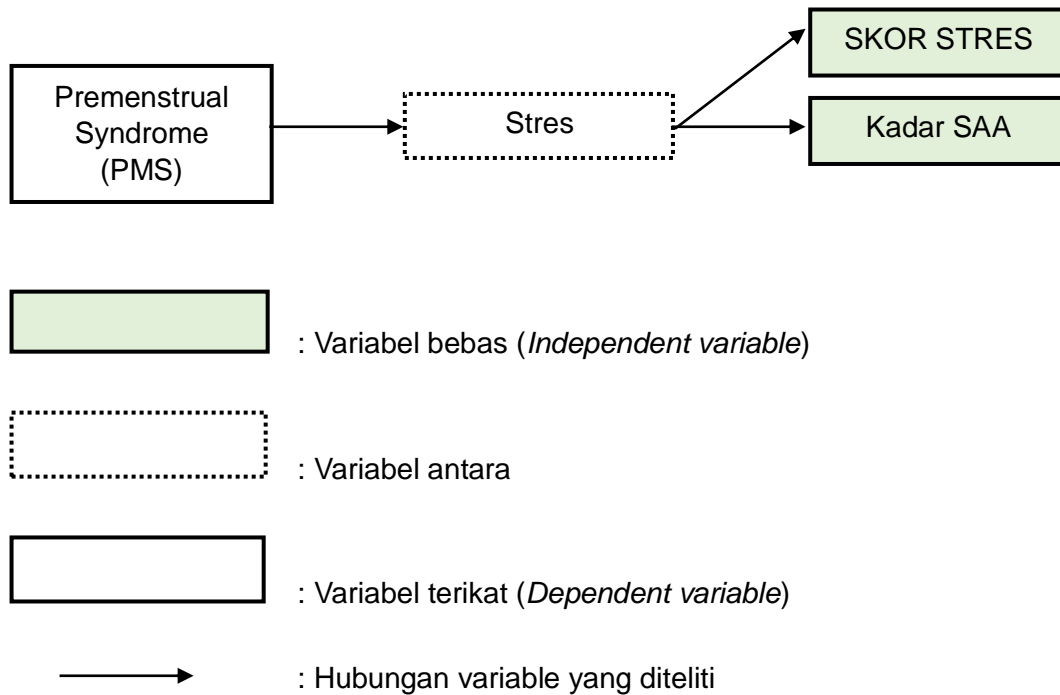 SKOR STRES
Premenstrual
Syndrome
(PMS)
Stres
Kadar SAA
: Variabel bebas (Independent variable)
: Variabel antara
: Variabel terikat (Dependent variable)
: Hubungan variable yang diteliti